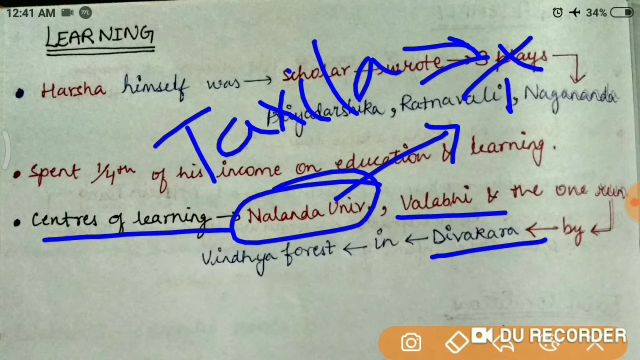 12:41 AM
34%
LEARNING
• Harsha himself was → scholar → wrote → 3 plays
Priyadarshika, Ratnavali, Nagananda
Taxila
• Spent 1/4th of his income on education & learning.
• Centres of learning → Nalanda Univ., Valabhi & the one run
Vindhya forest ← in ← Divakara ← by
DU RECORDER